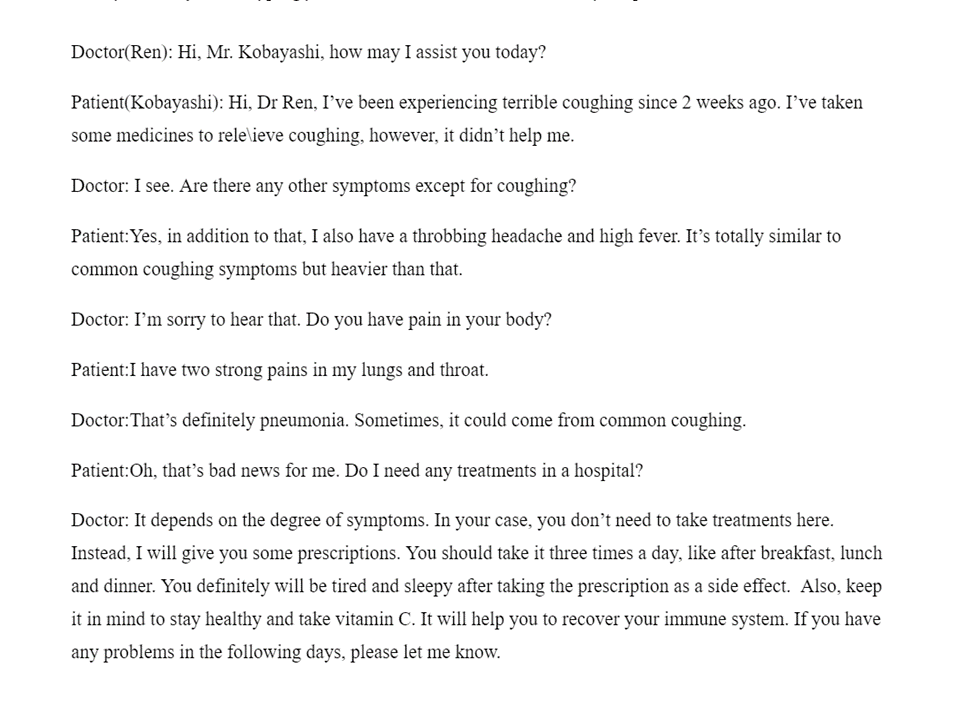 Doctor(Ren): Hi, Mr. Kobayashi, how may I assist you today?
Patient(Kobayashi): Hi, Dr Ren, I’ve been experiencing terrible coughing since 2 weeks ago. I’ve taken
some medicines to rele\ieve coughing, however, it didn’t help me.
Doctor: I see. Are there any other symptoms except for coughing?
Patient:Yes, in addition to that, I also have a throbbing headache and high fever. It’s totally similar to
common coughing symptoms but heavier than that.
Doctor: I’m sorry to hear that. Do you have pain in your body?
Patient:I have two strong pains in my lungs and throat.
Doctor:That’s definitely pneumonia. Sometimes, it could come from common coughing.
Patient:Oh, that’s bad news for me. Do I need any treatments in a hospital?
Doctor: It depends on the degree of symptoms. In your case, you don’t need to take treatments here.
Instead, I will give you some prescriptions. You should take it three times a day, like after breakfast, lunch
and dinner. You definitely will be tired and sleepy after taking the prescription as a side effect.  Also, keep
it in mind to stay healthy and take vitamin C. It will help you to recover your immune system. If you have
any problems in the following days, please let me know.